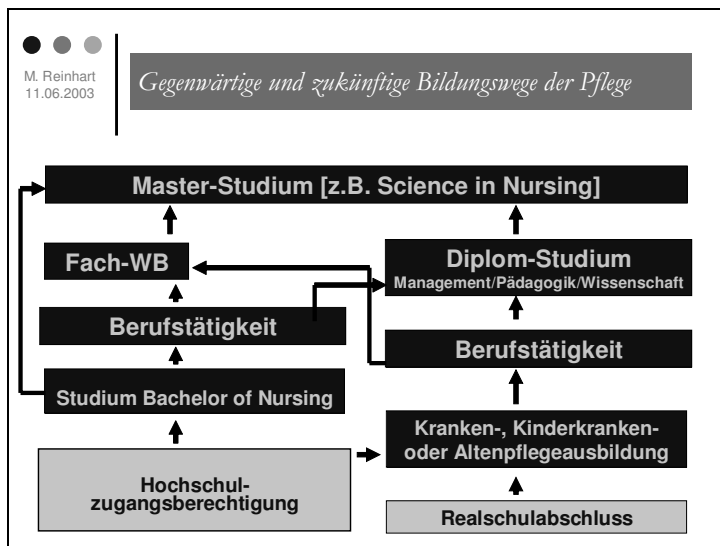 M. Reinhart
11.06.2003
Gegenwärtige und zukünftige Bildungswege der Pflege
Master-Studium [z.B. Science in Nursing]
Fach-WB
Diplom-Studium
Management/Pädagogik/Wissenschaft
Berufstätigkeit
Berufstätigkeit
Studium Bachelor of Nursing
Kranken-, Kinderkranken-
oder Altenpflegeausbildung
Hochschul-
zugangsberechtigung
Realschulabschluss